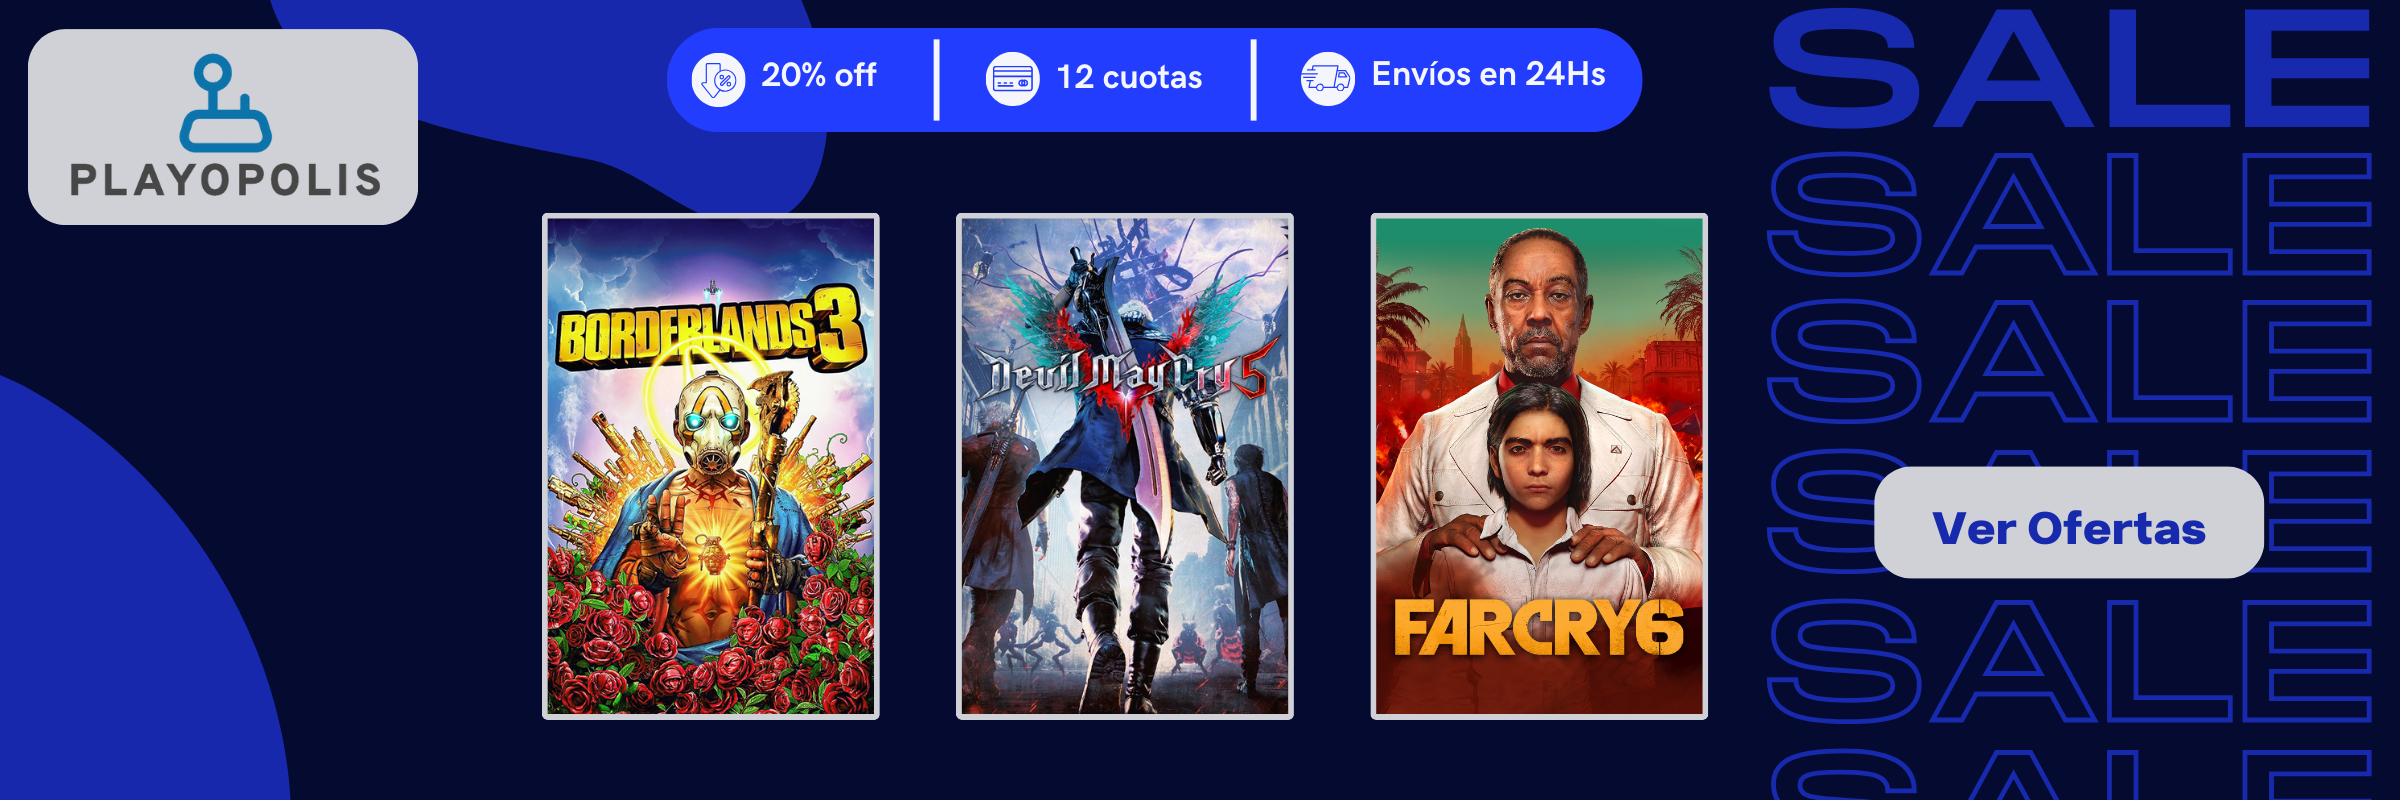 PLAYOPOLIS
20% off
12 cuotas
Envíos en 24Hs
BORDERLANDS 3
Devil May Cry 5
FARCRY6
SALE
SALE
SALE
SALE
Ver Ofertas
SALE
SALE